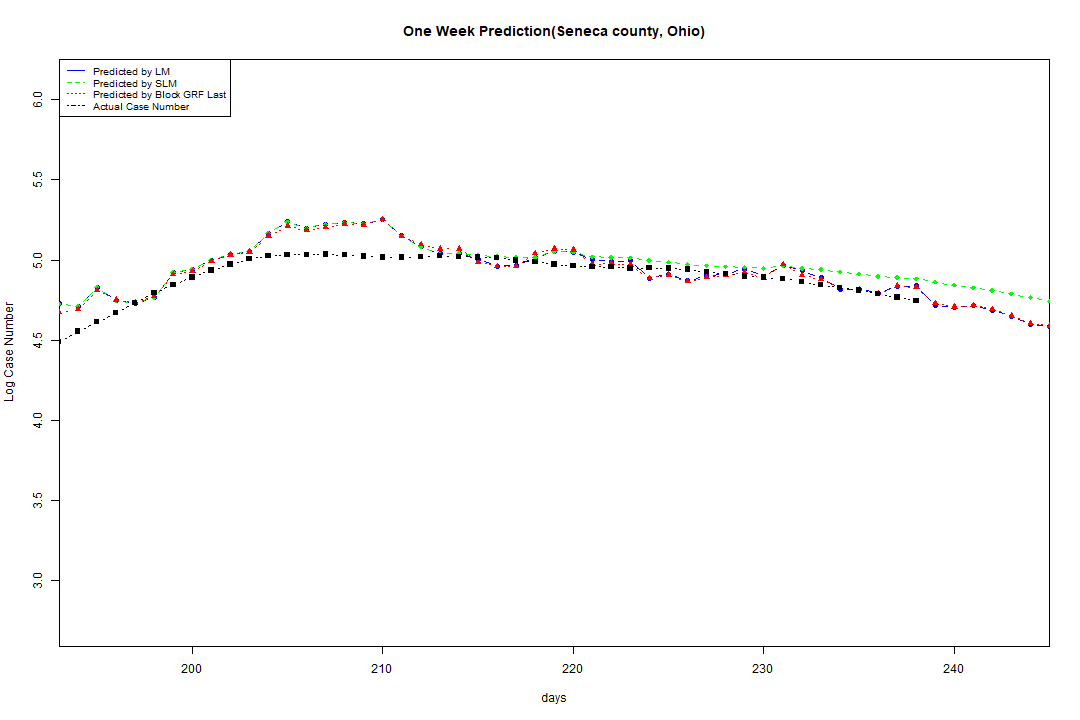 One Week Prediction(Seneca county, Ohio)
Predicted by LM
Predicted by SLM
Predicted by Block GRF Last
Actual Case Number
6.0
5.5
5.0
4.5
4.0
3.5
3.0
Log Case Number
200 210 220 230 240
days